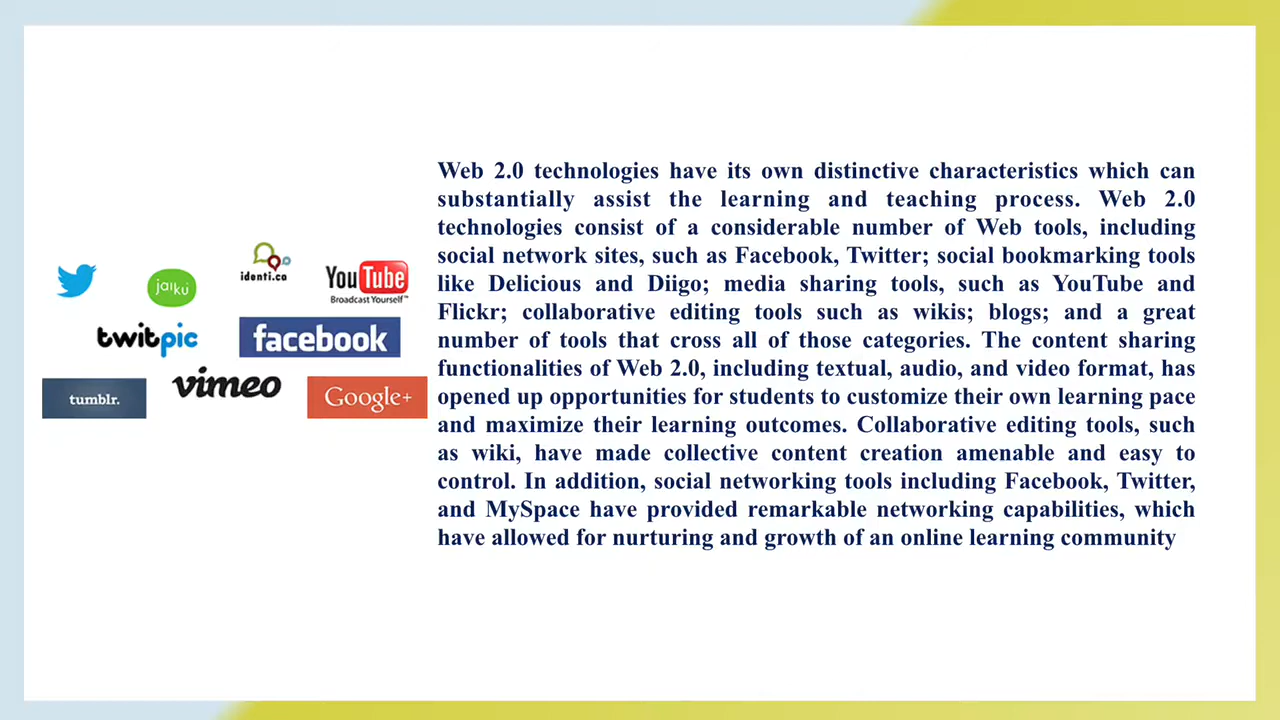 identi.ca
jaiku
YouTube
Broadcast Yourself™
twitpic
facebook
tumblr.
vimeo
Google+
Web 2.0 technologies have its own distinctive characteristics which can
substantially assist the learning and teaching process. Web 2.0
technologies consist of a considerable number of Web tools, including
social network sites, such as Facebook, Twitter; social bookmarking tools
like Delicious and Diigo; media sharing tools, such as YouTube and
Flickr; collaborative editing tools such as wikis; blogs; and a great
number of tools that cross all of those categories. The content sharing
functionalities of Web 2.0, including textual, audio, and video format, has
opened up opportunities for students to customize their own learning pace
and maximize their learning outcomes. Collaborative editing tools, such
as wiki, have made collective content creation amenable and easy to
control. In addition, social networking tools including Facebook, Twitter,
and MySpace have provided remarkable networking capabilities, which
have allowed for nurturing and growth of an online learning community